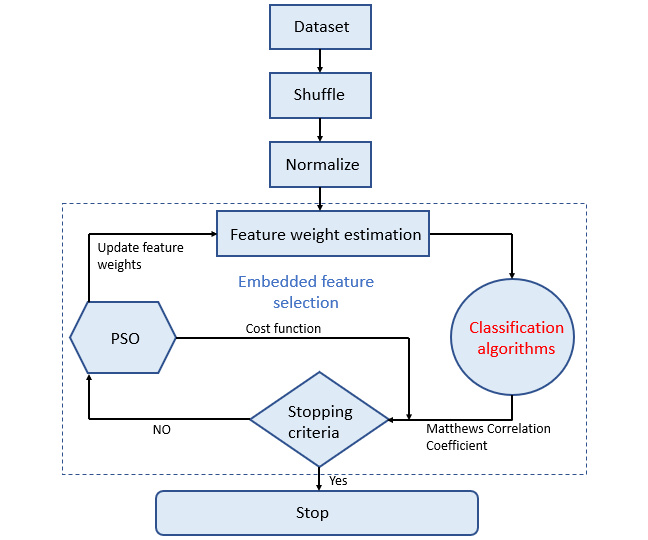 Dataset
Shuffle
Normalize
Feature weight estimation
Update feature
weights
Embedded feature
selection
Classification
algorithms
PSO
Cost function
Stopping
criteria
NO
Matthews Correlation
Coefficient
Yes
Stop